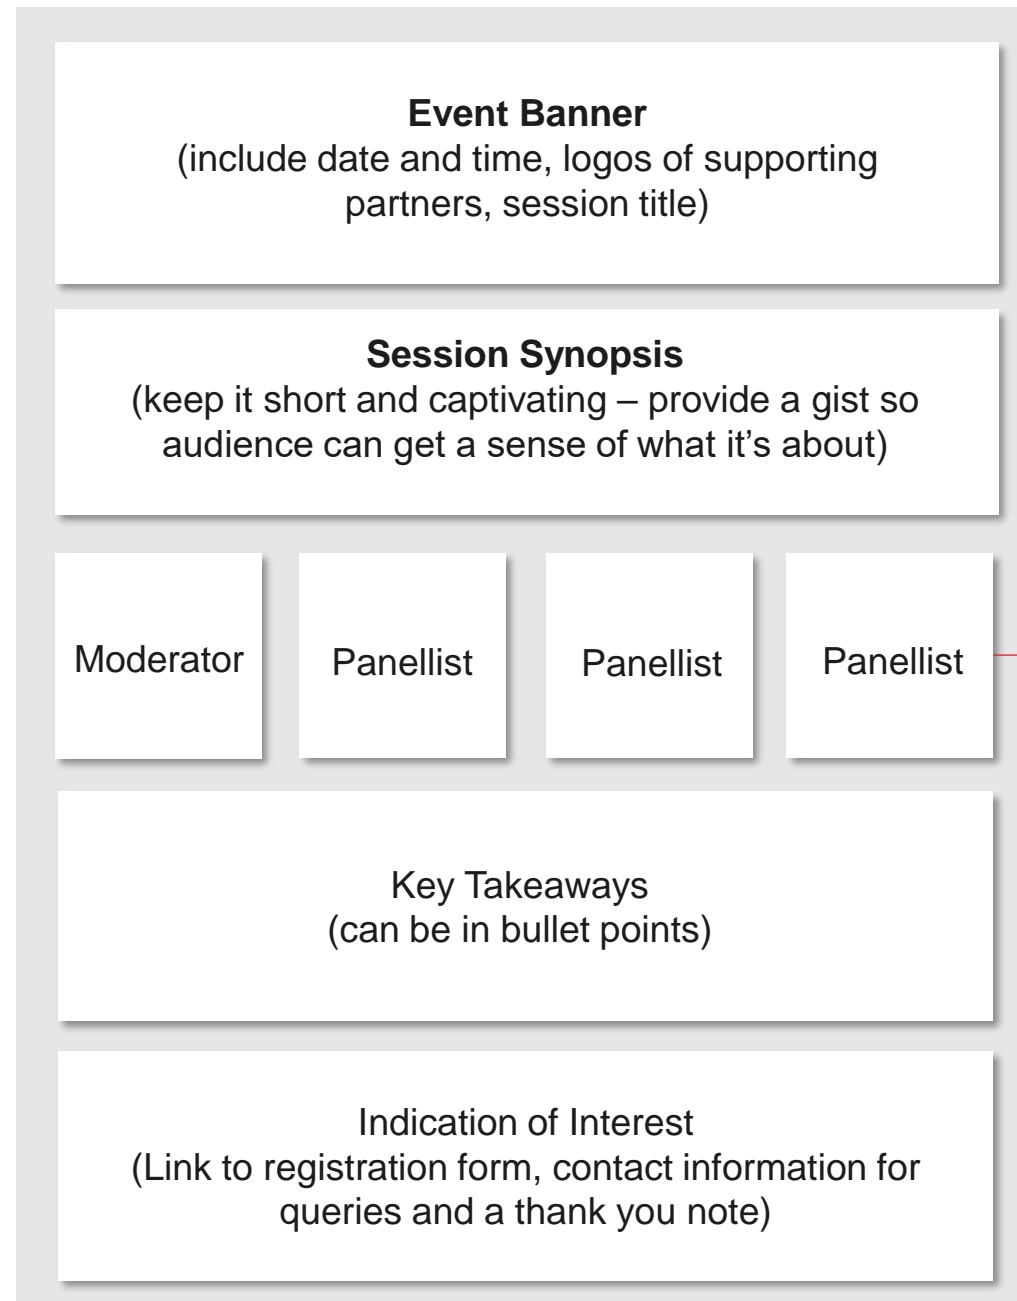 Event Banner
(include date and time, logos of supporting
partners, session title)
Session Synopsis
(keep it short and captivating – provide a gist so
audience can get a sense of what it’s about)
Moderator
Panellist
Panellist
Panellist
Key Takeaways
(can be in bullet points)
Indication of Interest
(Link to registration form, contact information for
queries and a thank you note)